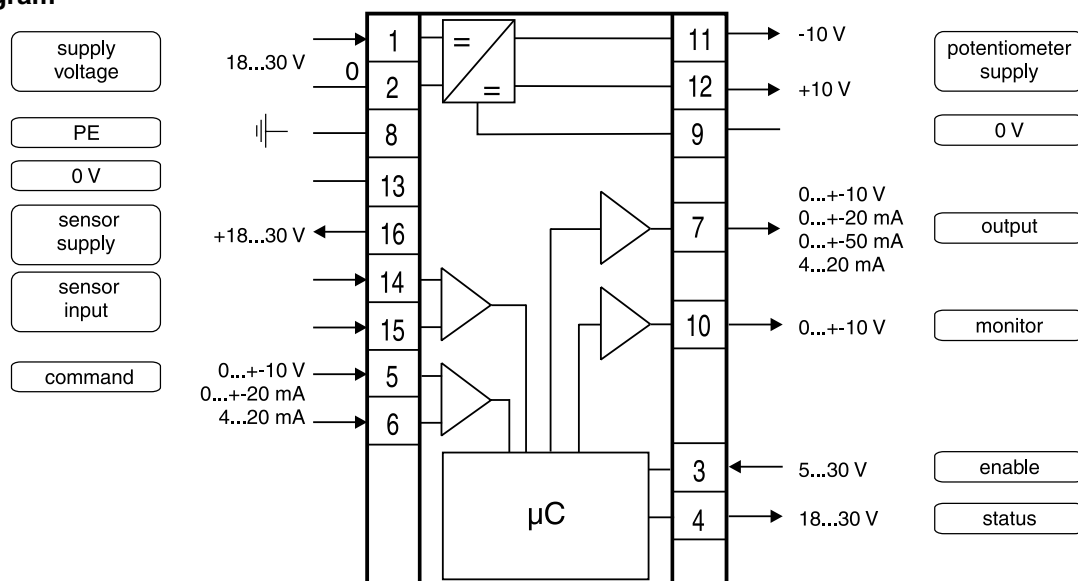 gram
supply
voltage
18...30 V
0
1
2
=
=
11
-10 V
12
+10 V
potentiometer
supply
PE
8
9
0 V
0 V
13
sensor
supply
+18...30 V
16
7
0...+-10 V
0...+-20 mA
0...+-50 mA
4...20 mA
output
sensor
input
14
15
10
0...+-10 V
monitor
command
0...+-10 V
0...+-20 mA
4...20 mA
5
6
µC
3
5...30 V
enable
4
18...30 V
status